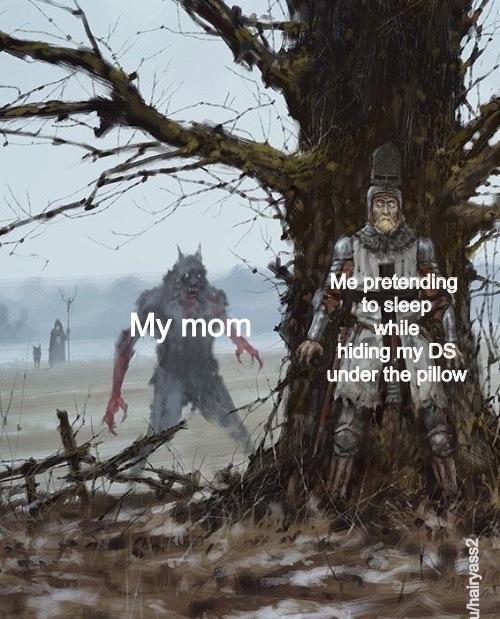 My mom
Me pretending
to sleep
while
hiding my DS
under the pillow
u/hairyass2